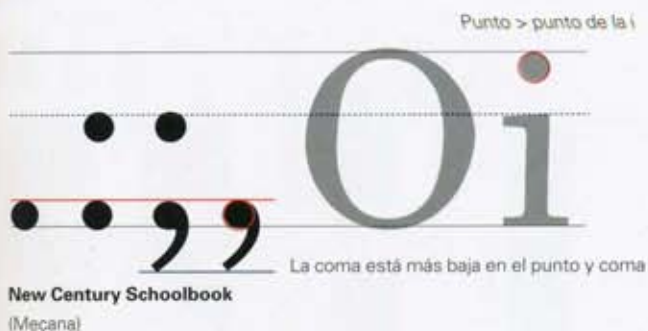 Punto > punto de la i
. : ; , Oi
La coma está más baja en el punto y coma
New Century Schoolbook
(Mecana)